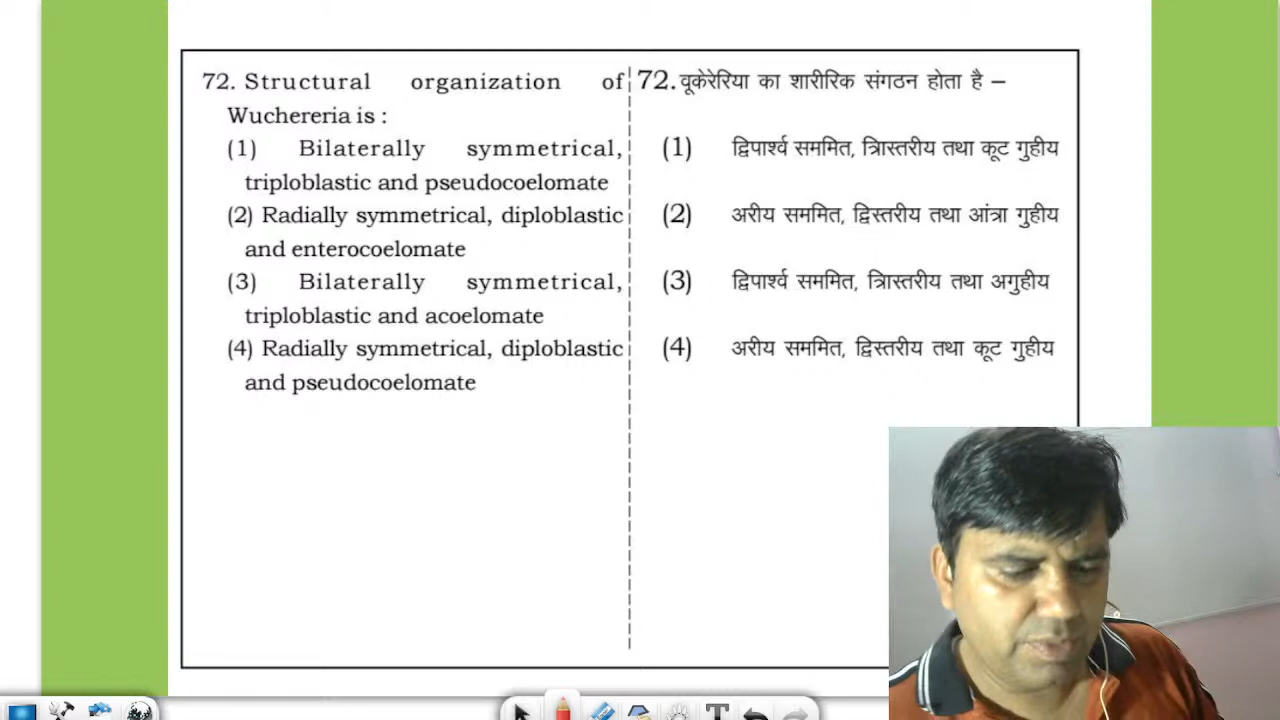 72. Structural organization of
Wuchereria is :
(1) Bilaterally symmetrical,
triploblastic and pseudocoelomate
(2) Radially symmetrical, diploblastic
and enterocoelomate
(3) Bilaterally symmetrical,
triploblastic and acoelomate
(4) Radially symmetrical, diploblastic
and pseudocoelomate
72. वूकेरेरिया का शारीरिक संगठन होता है –
(1) द्विपार्श्व सममित, त्रिास्तरीय तथा कूट गुहीय
(2) अरीय सममित, द्विस्तरीय तथा आंत्रा गुहीय
(3) द्विपार्श्व सममित, त्रिास्तरीय तथा अगुहीय
(4) अरीय सममित, द्विस्तरीय तथा कूट गुहीय